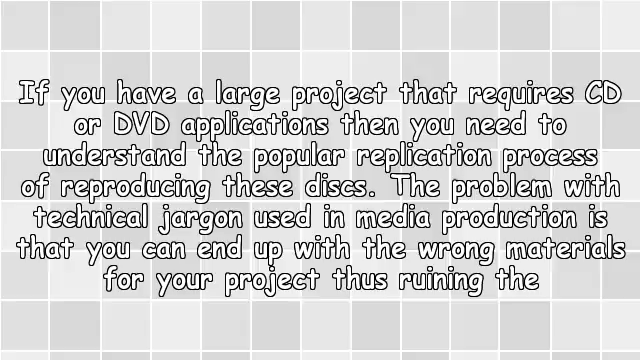 If you have a large project that requires CD
or DVD applications then you need to
understand the popular replication process
of reproducing these discs. The problem with
technical jargon used in media production is
that you can end up with the wrong materials
for your project thus ruining the